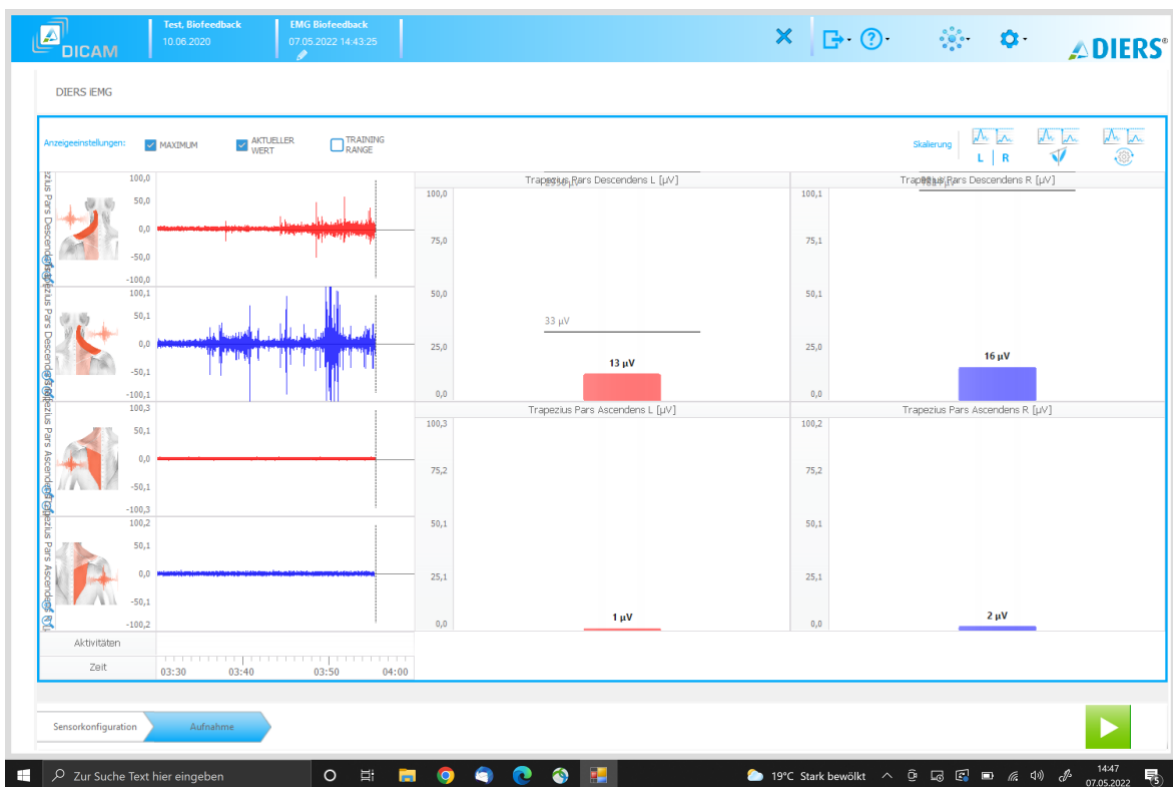 DICAM
Test, Biofeedback
10.06.2020
EMG Biofeedback
07.05.2022 14:43:25
DIERS®
DIERS iEMG
Anzeigeeinstellungen:
MAXIMUM
AKTUELLER
WERT
TRAINING
RANGE
Skalierung
L | R
100,0
50,0
0,0
-50,0
-100,0
100,1
50,1
0,0
-50,1
-100,1
100,3
50,1
0,0
-50,1
-100,3
100,2
50,1
0,0
-50,1
-100,2
Trapezius Pars Descendens L [µV]
100,0
75,0
50,0
25,0
0,0
33 µV
13 µV
Trapezius Pars Descendens R [µV]
100,1
75,1
50,1
25,0
0,0
16 µV
Trapezius Pars Ascendens L [µV]
100,3
75,2
50,1
25,1
0,0
1 µV
Trapezius Pars Ascendens R [µV]
100,2
75,2
50,1
25,1
0,0
2 µV
Aktivitäten
Zeit
03:30 03:40 03:50 04:00
Sensorkonfiguration
Aufnahme
Zur Suche Text hier eingeben
19°C Stark bewölkt
14:47
07.05.2022
5